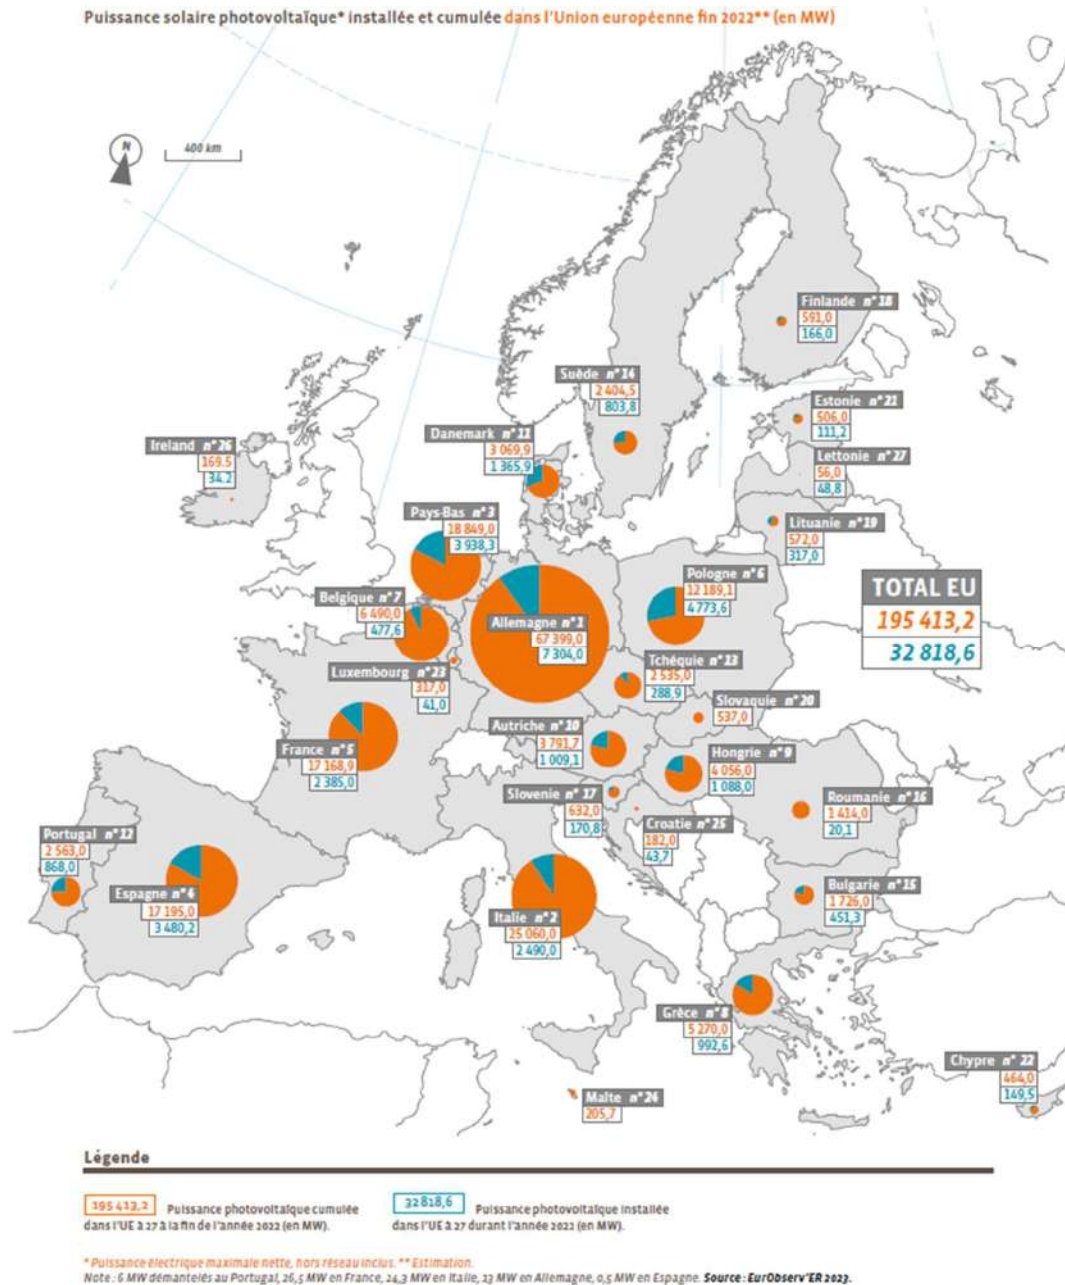 Puissance solaire photovoltaïque* installée et cumulée dans l'Union européenne fin 2022** (en MW)
N
400 km
Finlande n° 18
591,0
166,0
Suède n° 14
2 404,5
803,8
Estonie n° 21
506,0
111,2
Ireland n° 26
169.5
34.2
Danemark n° 11
3 069,9
1 365,9
Lettonie n° 27
56,0
48,8
Pays-Bas n° 3
18 849,0
3 938,3
Lituanie n° 19
572,0
317,0
Pologne n° 6
12 189,1
4 773,6
TOTAL EU
195 413,2
32 818,6
Belgique n° 7
6 490,0
477,6
Allemagne n° 1
67 399,0
7 304,0
Tchéquie n° 13
2 535,0
288,9
Luxembourg n° 23
317,0
41,0
Slovaquie n° 20
537,0
Autriche n° 10
3 791,7
1 009,1
France n° 5
17 168,9
2 385,0
Hongrie n° 9
4 056,0
1 088,0
Slovenie n° 17
632,0
170,8
Roumanie n° 16
1 414,0
20,1
Croatie n° 25
182,0
43,7
Portugal n° 12
2 563,0
868,0
Espagne n° 4
17 195,0
3 480,2
Bulgarie n° 15
1 726,0
451,3
Italie n° 2
25 060,0
2 490,0
Grèce n° 8
5 270,0
992,6
Chypre n° 22
464,0
149,5
Malte n° 24
205,7
Légende
195 413,2 Puissance photovoltaïque cumulée
dans l'UE à 27 à la fin de l'année 2022 (en MW).
32 818,6 Puissance photovoltaïque installée
dans l'UE à 27 durant l'année 2022 (en MW).
* Puissance électrique maximale nette, hors réseau inclus. ** Estimation.
Note : 6 MW démantelés au Portugal, 26,5 MW en France, 24,3 MW en Italie, 23 MW en Allemagne, 0,5 MW en Espagne. Source : EurObserv'ER 2023.